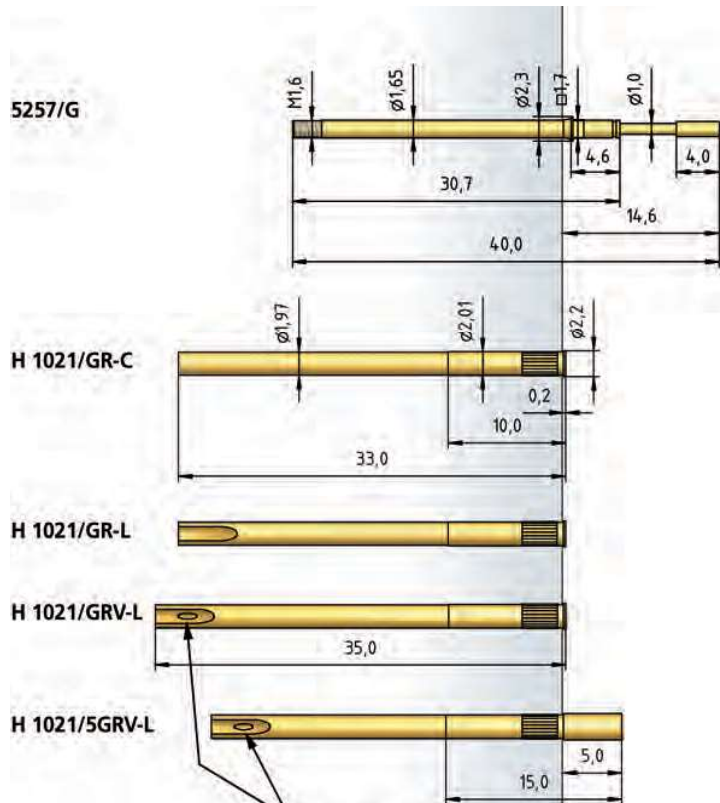 5257/G
M1,6
Ø1,65
Ø2,3
□1,7
Ø1,0
4,6
4,0
30,7
14,6
40,0
H 1021/GR-C
Ø1,97
Ø2,01
Ø2,2
0,2
10,0
33,0
H 1021/GR-L
H 1021/GRV-L
35,0
H 1021/5GRV-L
5,0
15,0